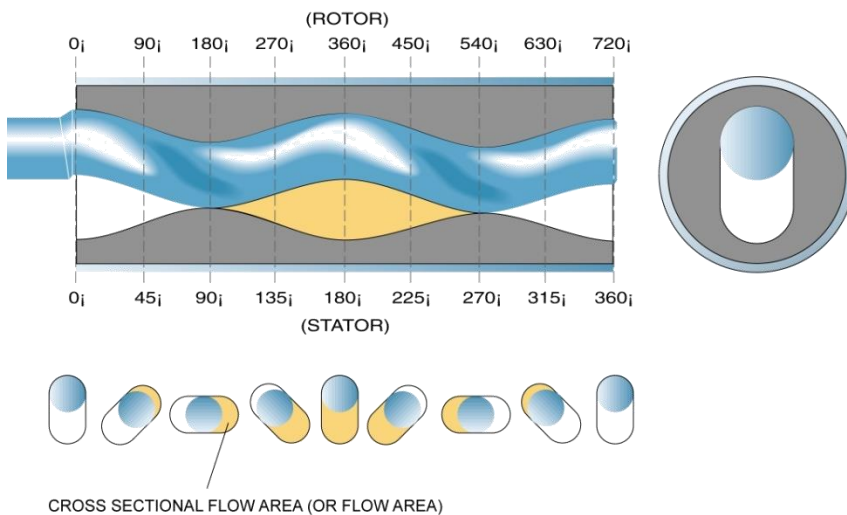 (ROTOR)
0¡ 90¡ 180¡ 270¡ 360¡ 450¡ 540¡ 630¡ 720¡
0¡ 45¡ 90¡ 135¡ 180¡ 225¡ 270¡ 315¡ 360¡
(STATOR)
CROSS SECTIONAL FLOW AREA (OR FLOW AREA)